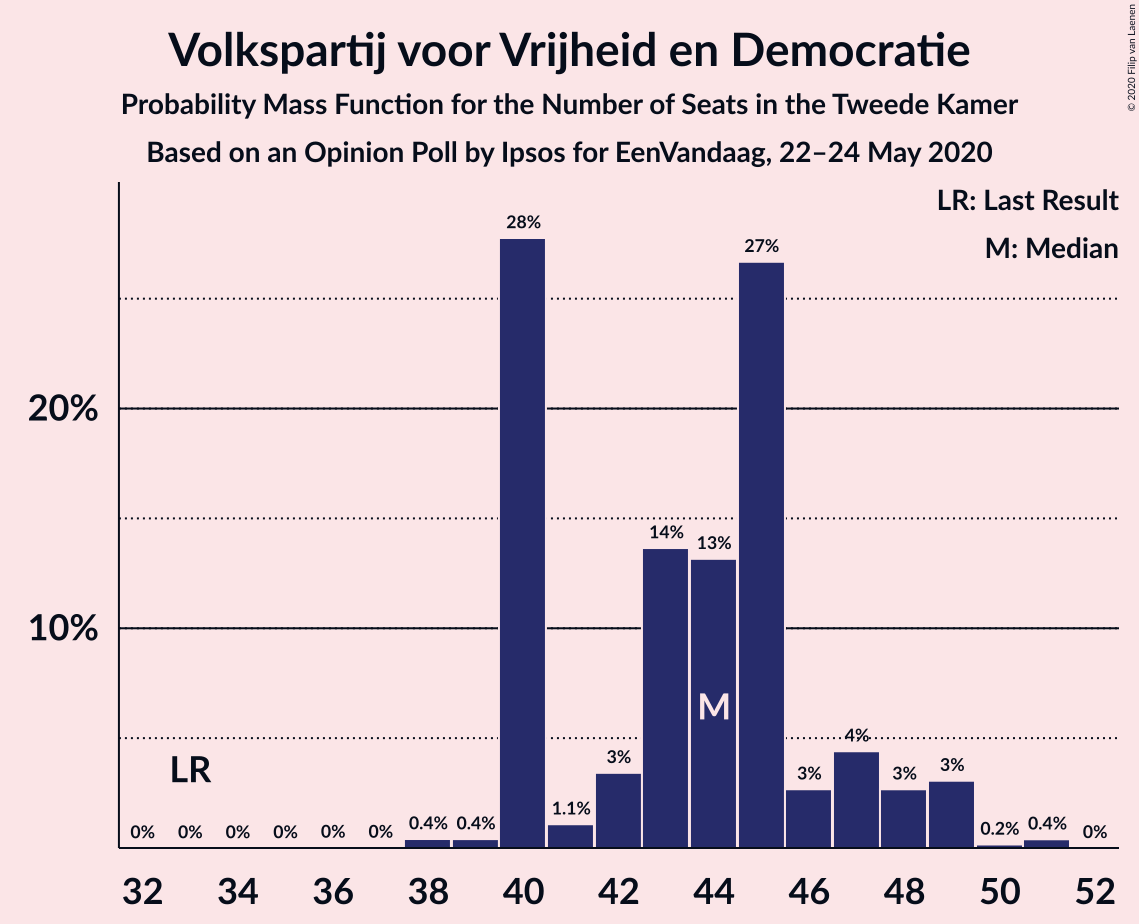 Volkspartij voor Vrijheid en Democratie
Probability Mass Function for the Number of Seats in the Tweede Kamer
Based on an Opinion Poll by Ipsos for EenVandaag, 22–24 May 2020
© 2020 Filip van Laenen
LR: Last Result
M: Median
28%
27%
20%
14%
13%
10%
M
4%
LR
3%
3%
3%
3%
1.1%
0% 0% 0% 0% 0% 0% 0.4% 0.4% 0.2% 0.4% 0%
32 34 36 38 40 42 44 46 48 50 52